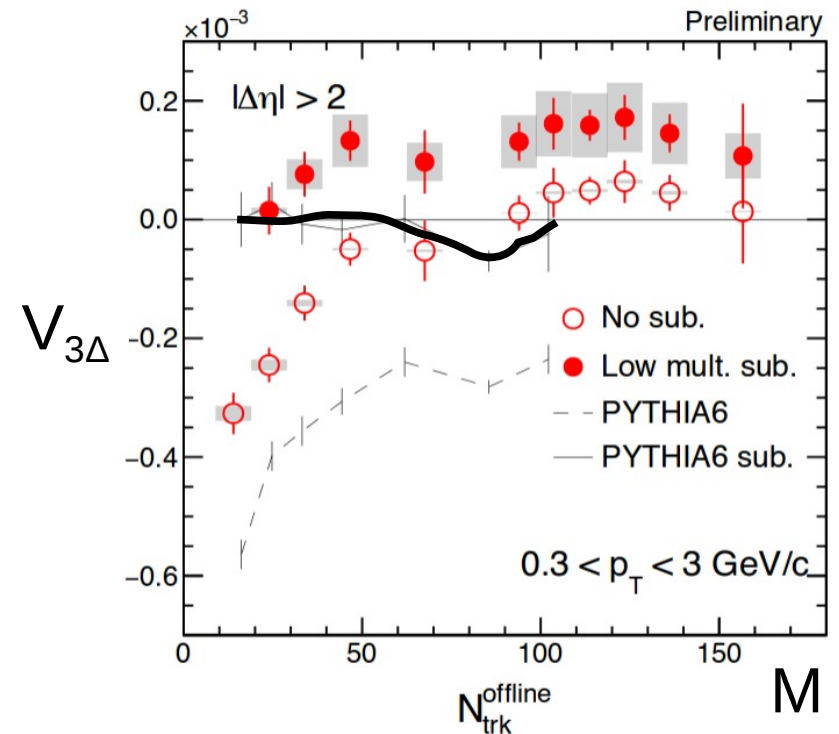 ×10⁻³
Preliminary
|Δη| > 2
0.2
0.0
−0.2
−0.4
−0.6
V₃Δ
No sub.
Low mult. sub.
PYTHIA6
PYTHIA6 sub.
0.3 < p_T < 3 GeV/c
0
50
100
150
N_trk^offline
M